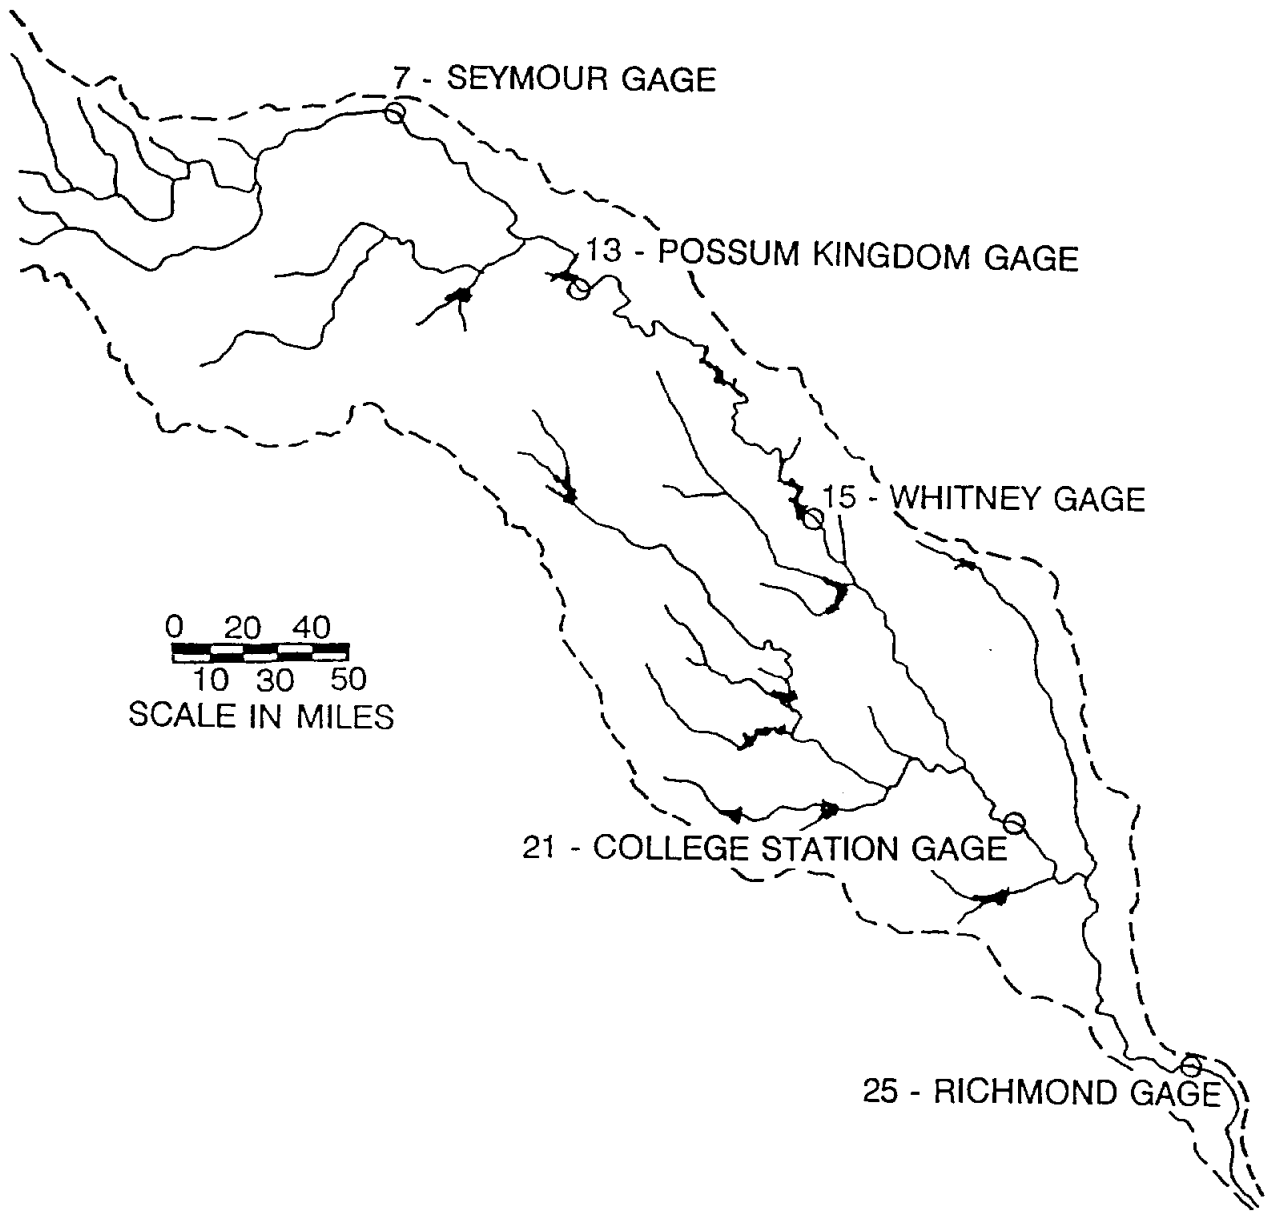 7 - SEYMOUR GAGE
13 - POSSUM KINGDOM GAGE
15 - WHITNEY GAGE
0 20 40
10 30 50
SCALE IN MILES
21 - COLLEGE STATION GAGE
25 - RICHMOND GAGE